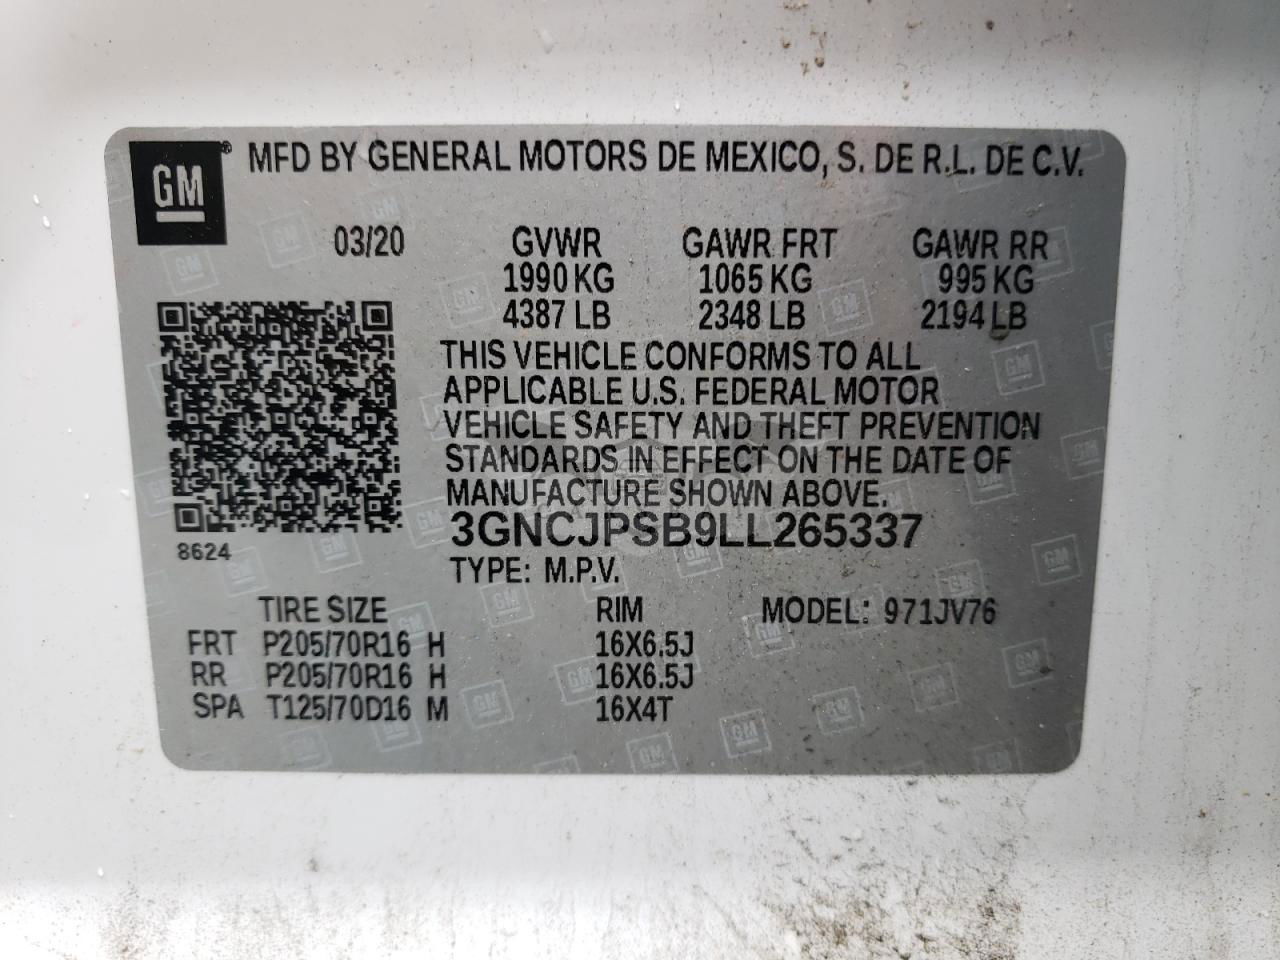 GM ® MFD BY GENERAL MOTORS DE MEXICO, S. DE R.L. DE C.V.
03/20 GVWR GAWR FRT GAWR RR
1990 KG 1065 KG 995 KG
4387 LB 2348 LB 2194 LB
THIS VEHICLE CONFORMS TO ALL
APPLICABLE U.S. FEDERAL MOTOR
VEHICLE SAFETY AND THEFT PREVENTION
STANDARDS IN EFFECT ON THE DATE OF
MANUFACTURE SHOWN ABOVE.
3GNCJPSB9LL265337
8624
TYPE: M.P.V.
TIRE SIZE RIM MODEL: 971JV76
FRT P205/70R16 H 16X6.5J
RR P205/70R16 H 16X6.5J
SPA T125/70D16 M 16X4T